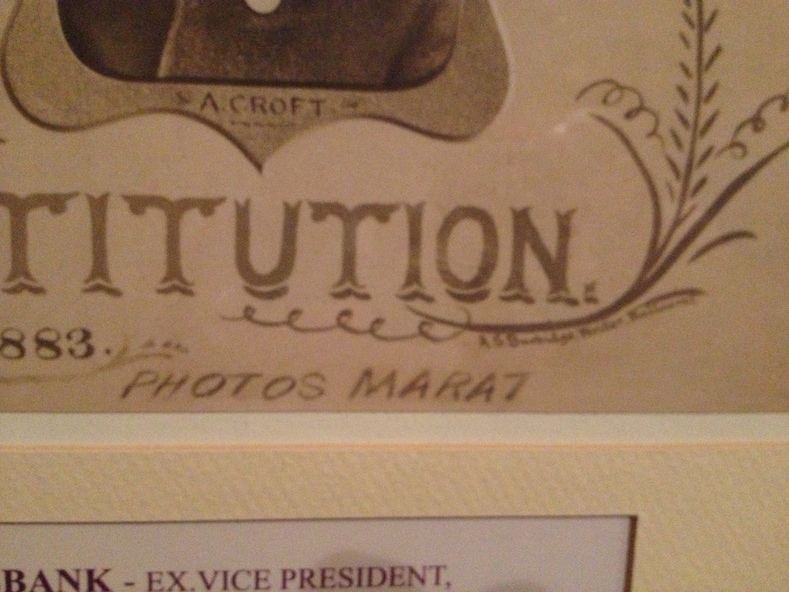 A. CROFT
TITUTION.
883.
PHOTOS MARAT
BANK - EX.VICE PRESIDENT,